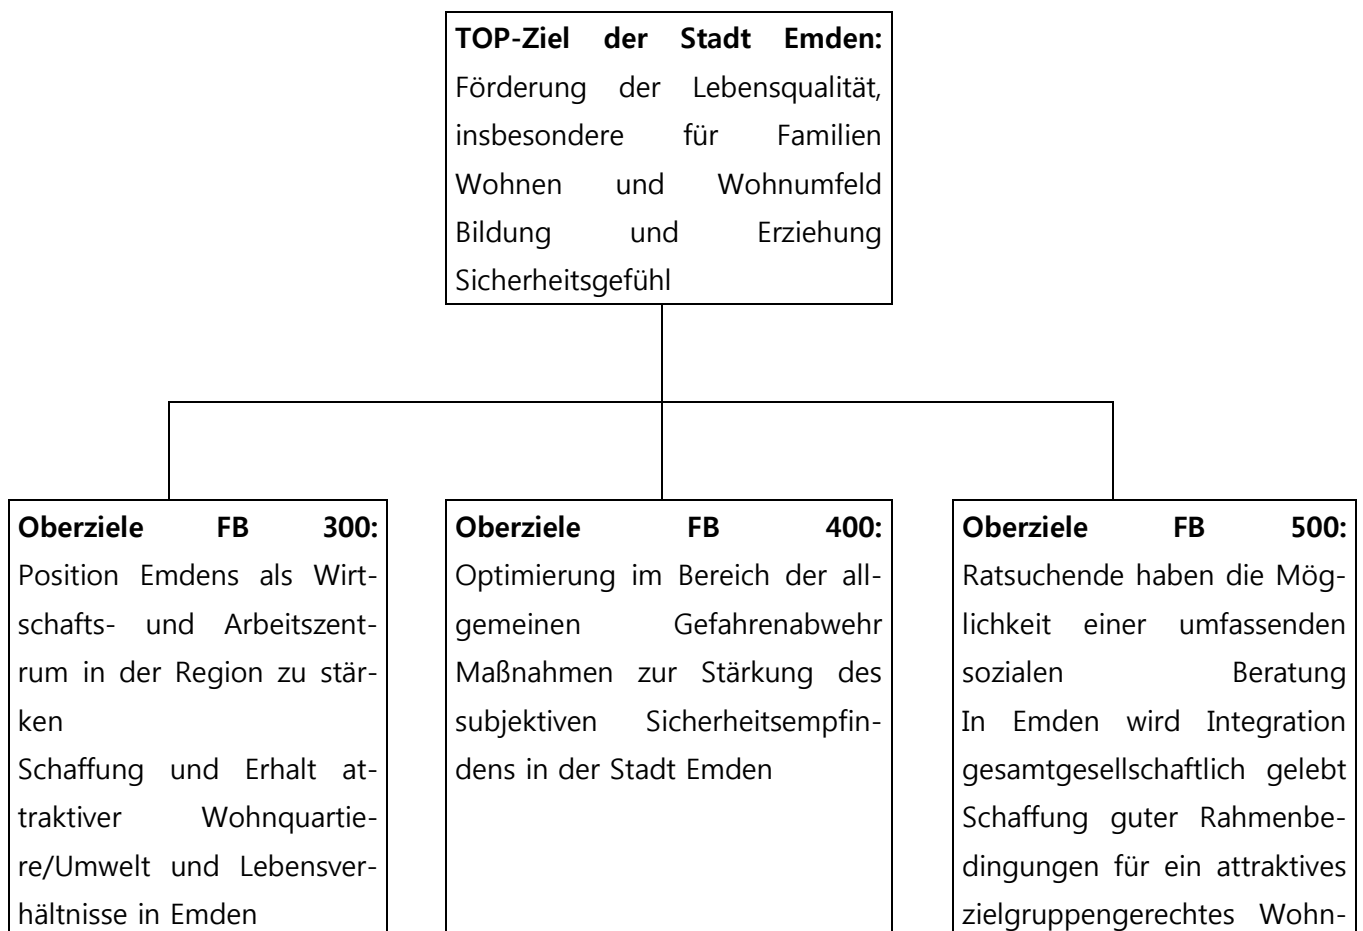 TOP-Ziel der Stadt Emden:
Förderung der Lebensqualität,
insbesondere für Familien
Wohnen und Wohnumfeld
Bildung und Erziehung
Sicherheitsgefühl
Oberziele FB 300:
Position Emdens als Wirt-
schafts- und Arbeitszent-
rum in der Region zu stär-
ken
Schaffung und Erhalt at-
traktiver Wohnquartie-
re/Umwelt und Lebensver-
hältnisse in Emden
Oberziele FB 400:
Optimierung im Bereich der all-
gemeinen Gefahrenabwehr
Maßnahmen zur Stärkung des
subjektiven Sicherheitsempfin-
dens in der Stadt Emden
Oberziele FB 500:
Ratsuchende haben die Mög-
lichkeit einer umfassenden
sozialen Beratung
In Emden wird Integration
gesamtgesellschaftlich gelebt
Schaffung guter Rahmenbe-
dingungen für ein attraktives
zielgruppengerechtes Wohn-